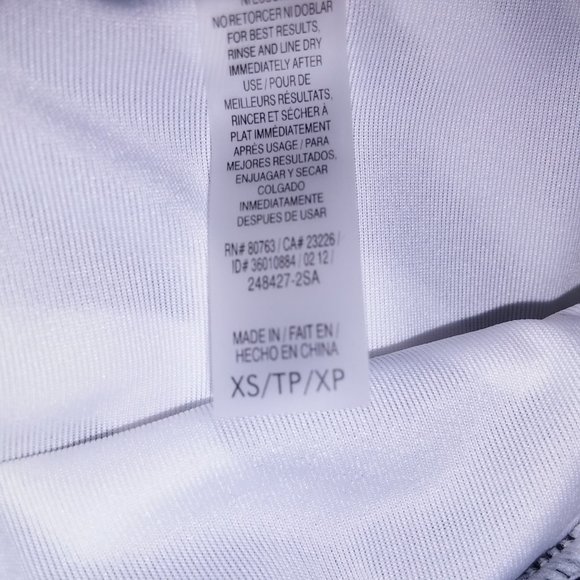 NO RETORCER NI DOBLAR
FOR BEST RESULTS,
RINSE AND LINE DRY
IMMEDIATELY AFTER
USE / POUR DE
MEILLEURS RÉSULTATS,
RINCER ET SÉCHER À
PLAT IMMÉDIATEMENT
APRÈS USAGE / PARA
MEJORES RESULTADOS,
ENJUAGAR Y SECAR
COLGADO
INMEDIATAMENTE
DESPUES DE USAR
RN# 80763 / CA# 23226 /
ID# 36010884 / 02 12 /
248427-2SA
MADE IN / FAIT EN /
HECHO EN CHINA
XS/TP/XP